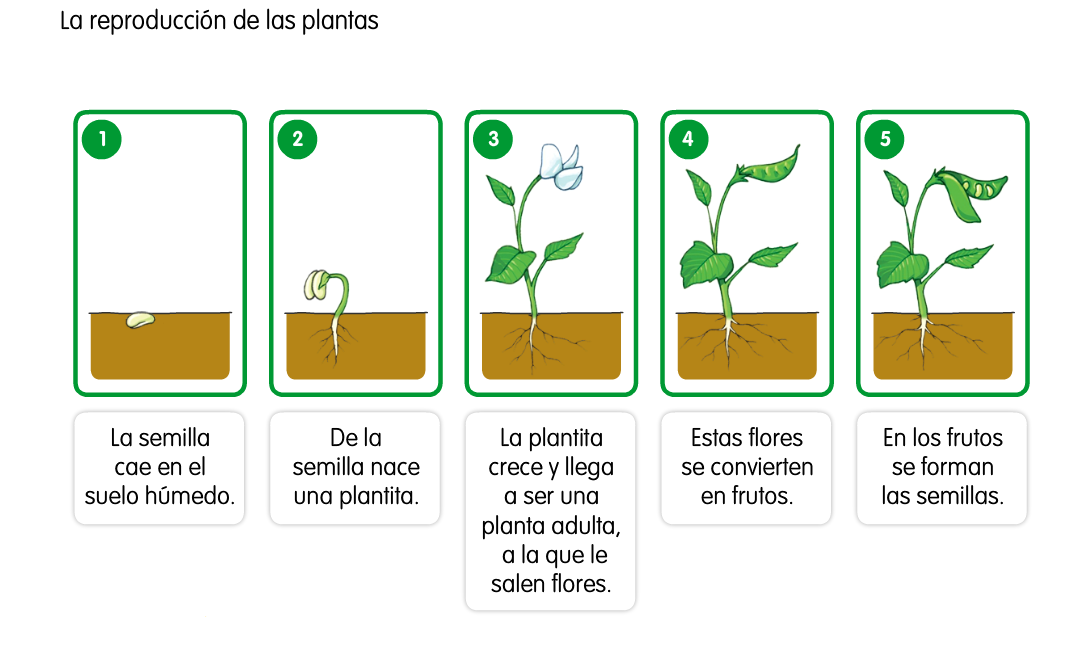 La reproducción de las plantas
1
2
3
4
5
La semilla
cae en el
suelo húmedo.
De la
semilla nace
una plantita.
La plantita
crece y llega
a ser una
planta adulta,
a la que le
salen flores.
Estas flores
se convierten
en frutos.
En los frutos
se forman
las semillas.